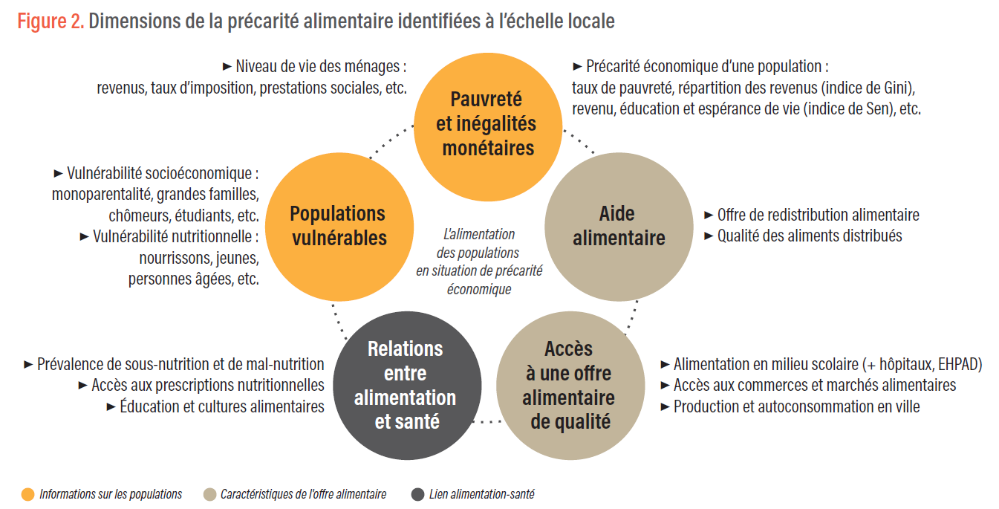 Figure 2. Dimensions de la précarité alimentaire identifiées à l’échelle locale
► Niveau de vie des ménages :
revenus, taux d’imposition, prestations sociales, etc.
Pauvreté
et inégalités
monétaires
► Précarité économique d’une population :
taux de pauvreté, répartition des revenus (indice de Gini),
revenu, éducation et espérance de vie (indice de Sen), etc.
► Vulnérabilité socioéconomique :
monoparentalité, grandes familles,
chômeurs, étudiants, etc.
► Vulnérabilité nutritionnelle :
nourrissons, jeunes,
personnes âgées, etc.
Populations
vulnérables
L'alimentation
des populations
en situation de précarité
économique
Aide
alimentaire
► Offre de redistribution alimentaire
► Qualité des aliments distribués
► Prévalence de sous-nutrition et de mal-nutrition
► Accès aux prescriptions nutritionnelles
► Éducation et cultures alimentaires
Relations
entre
alimentation
et santé
Accès
à une offre
alimentaire
de qualité
► Alimentation en milieu scolaire (+ hôpitaux, EHPAD)
► Accès aux commerces et marchés alimentaires
► Production et autoconsommation en ville
Informations sur les populations
Caractéristiques de l'offre alimentaire
Lien alimentation-santé